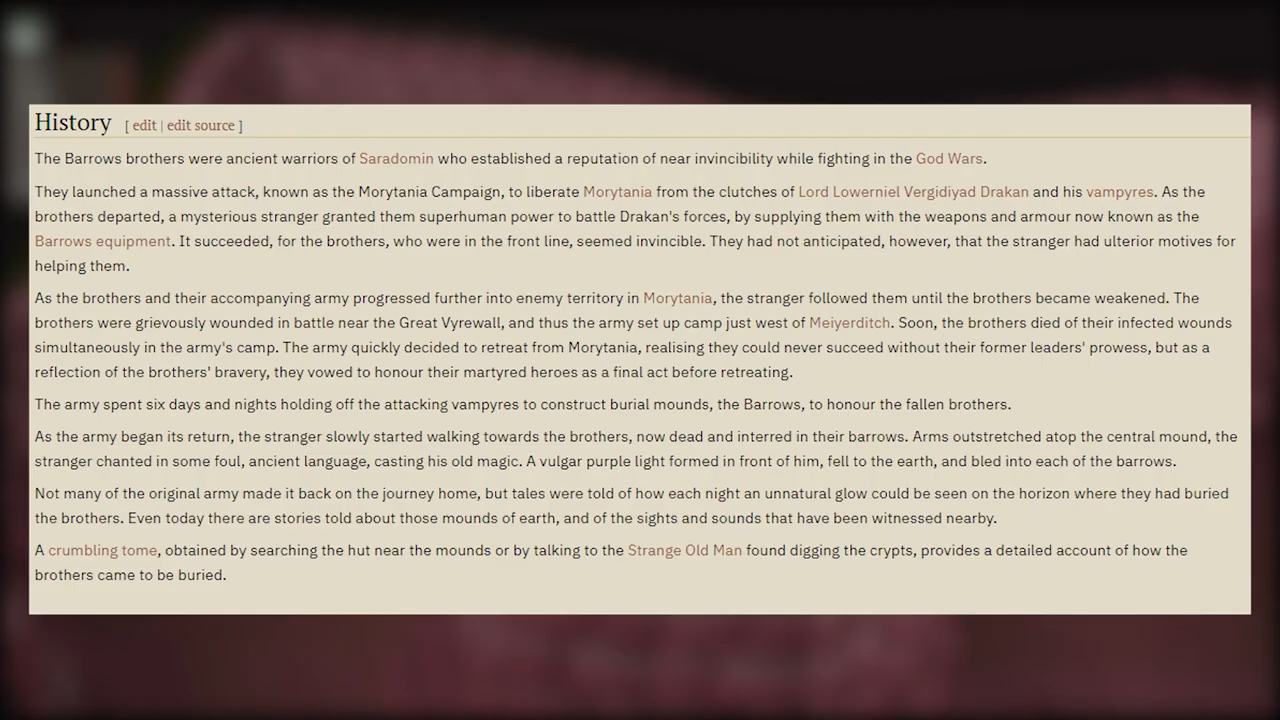 History [ edit | edit source ]
The Barrows brothers were ancient warriors of Saradomin who established a reputation of near invincibility while fighting in the God Wars.
They launched a massive attack, known as the Morytania Campaign, to liberate Morytania from the clutches of Lord Lowerniel Vergidiyad Drakan and his vampyres. As the
brothers departed, a mysterious stranger granted them superhuman power to battle Drakan's forces, by supplying them with the weapons and armour now known as the
Barrows equipment. It succeeded, for the brothers, who were in the front line, seemed invincible. They had not anticipated, however, that the stranger had ulterior motives for
helping them.
As the brothers and their accompanying army progressed further into enemy territory in Morytania, the stranger followed them until the brothers became weakened. The
brothers were grievously wounded in battle near the Great Vyrewall, and thus the army set up camp just west of Meiyerditch. Soon, the brothers died of their infected wounds
simultaneously in the army's camp. The army quickly decided to retreat from Morytania, realising they could never succeed without their former leaders' prowess, but as a
reflection of the brothers' bravery, they vowed to honour their martyred heroes as a final act before retreating.
The army spent six days and nights holding off the attacking vampyres to construct burial mounds, the Barrows, to honour the fallen brothers.
As the army began its return, the stranger slowly started walking towards the brothers, now dead and interred in their barrows. Arms outstretched atop the central mound, the
stranger chanted in some foul, ancient language, casting his old magic. A vulgar purple light formed in front of him, fell to the earth, and bled into each of the barrows.
Not many of the original army made it back on the journey home, but tales were told of how each night an unnatural glow could be seen on the horizon where they had buried
the brothers. Even today there are stories told about those mounds of earth, and of the sights and sounds that have been witnessed nearby.
A crumbling tome, obtained by searching the hut near the mounds or by talking to the Strange Old Man found digging the crypts, provides a detailed account of how the
brothers came to be buried.